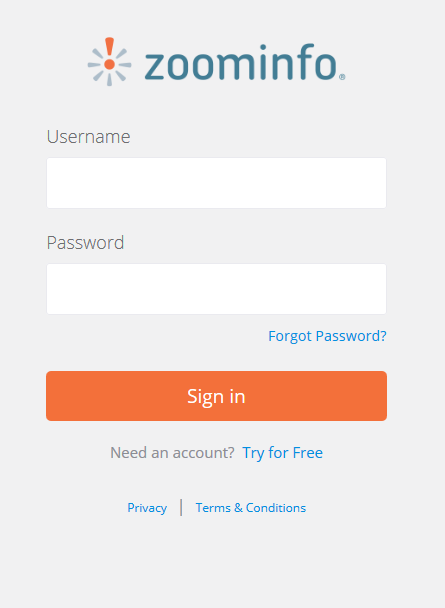 zoominfo®
Username
Password
Forgot Password?
Sign in
Need an account? Try for Free
Privacy | Terms & Conditions